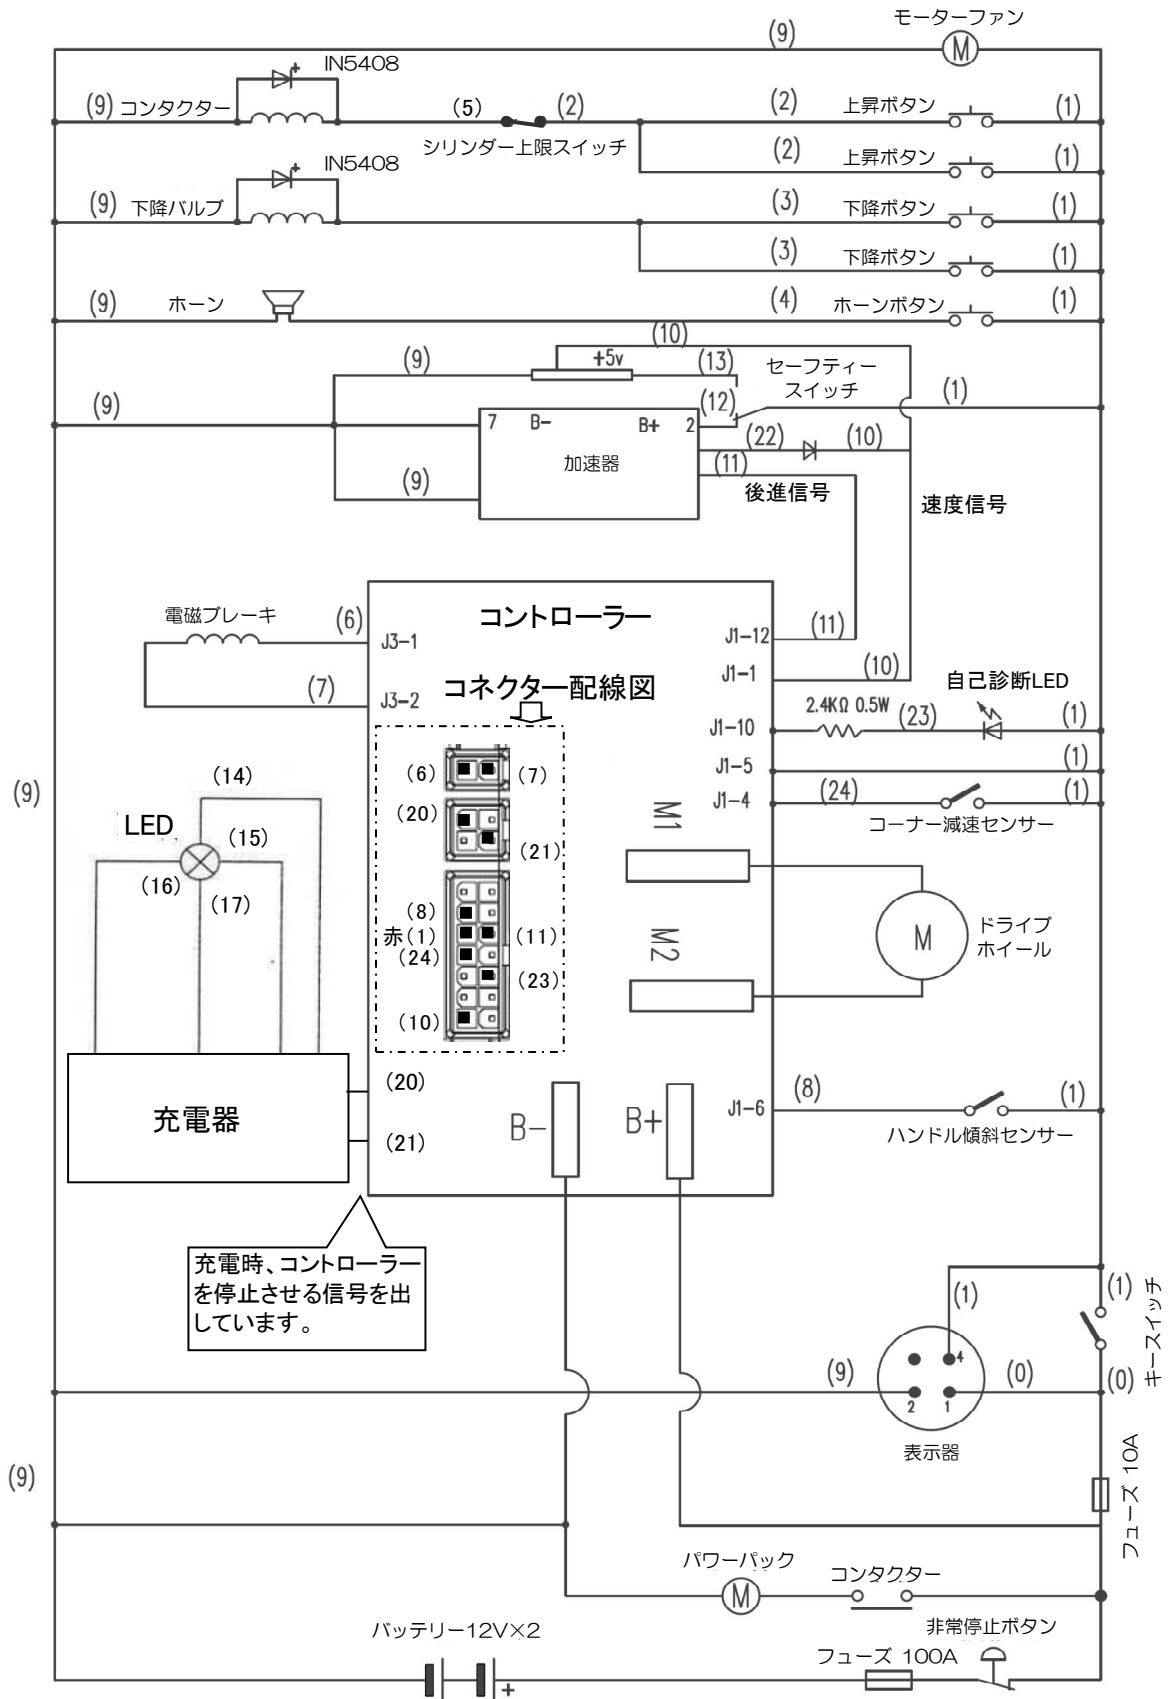 モーターファン
(9)
M
IN5408
(9) コンタクター
(5)
(2)
(2)
上昇ボタン
(1)
シリンダー上限スイッチ
(2)
上昇ボタン
(1)
IN5408
(9) 下降バルブ
(3)
下降ボタン
(1)
(3)
下降ボタン
(1)
(9)
ホーン
(4)
ホーンボタン
(1)
(10)
(9)
+5v
(13)
セーフティー
スイッチ
(9)
(12)
(1)
7
B-
B+
2
(22)
(10)
加速器
(11)
(9)
後進信号
速度信号
電磁ブレーキ
(6)
J3-1
コントローラー
J1-12
(11)
J1-1
(10)
(7)
J3-2
コネクター配線図
自己診断LED
2.4KΩ 0.5W
J1-10
(23)
(1)
J1-5
(1)
(6)
(7)
(9)
(14)
J1-4
(24)
(1)
(20)
M1
コーナー減速センサー
LED
(15)
(21)
(16)
(17)
(8)
赤(1)
(11)
M2
M
ドライブ
ホイール
(24)
(23)
(10)
(20)
充電器
B-
B+
J1-6
(8)
(1)
(21)
ハンドル傾斜センサー
充電時、コントローラー
を停止させる信号を出
しています。
(1)
(1)
キースイッチ
4
(9)
(0)
(0)
2
1
表示器
フューズ 10A
(9)
パワーパック
コンタクター
M
バッテリー12V×2
非常停止ボタン
フューズ 100A
+